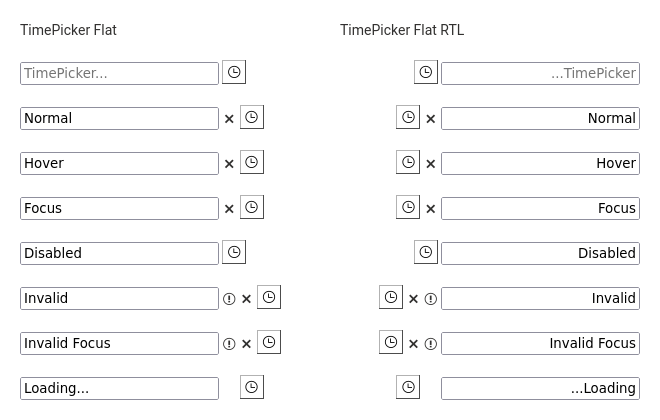 TimePicker Flat
TimePicker Flat RTL
TimePicker...
...TimePicker
Normal
Normal
Hover
Hover
Focus
Focus
Disabled
Disabled
Invalid
Invalid
Invalid Focus
Invalid Focus
Loading...
...Loading